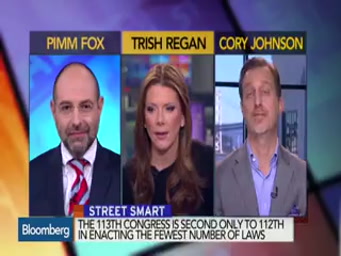 PIMM FOX
TRISH REGAN
CORY JOHNSON
STREET SMART
Bloomberg
THE 113TH CONGRESS IS SECOND ONLY TO 112TH
IN ENACTING THE FEWEST NUMBER OF LAWS